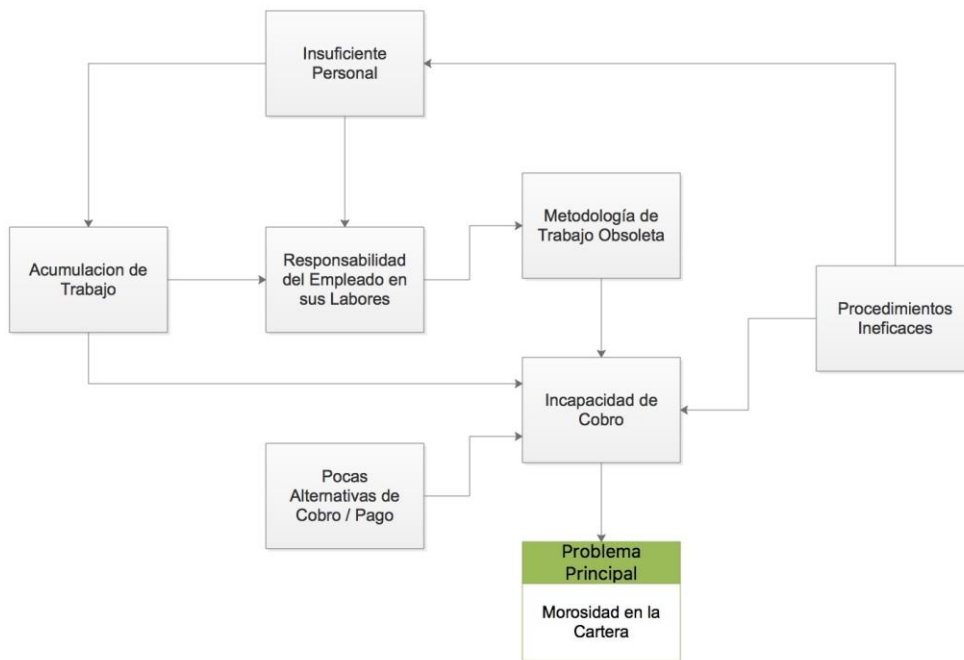 Insuficiente
Personal
Metodología de
Trabajo Obsoleta
Acumulacion de
Trabajo
Responsabilidad
del Empleado en
sus Labores
Procedimientos
Ineficaces
Incapacidad de
Cobro
Pocas
Alternativas de
Cobro / Pago
Problema
Principal
Morosidad en la
Cartera